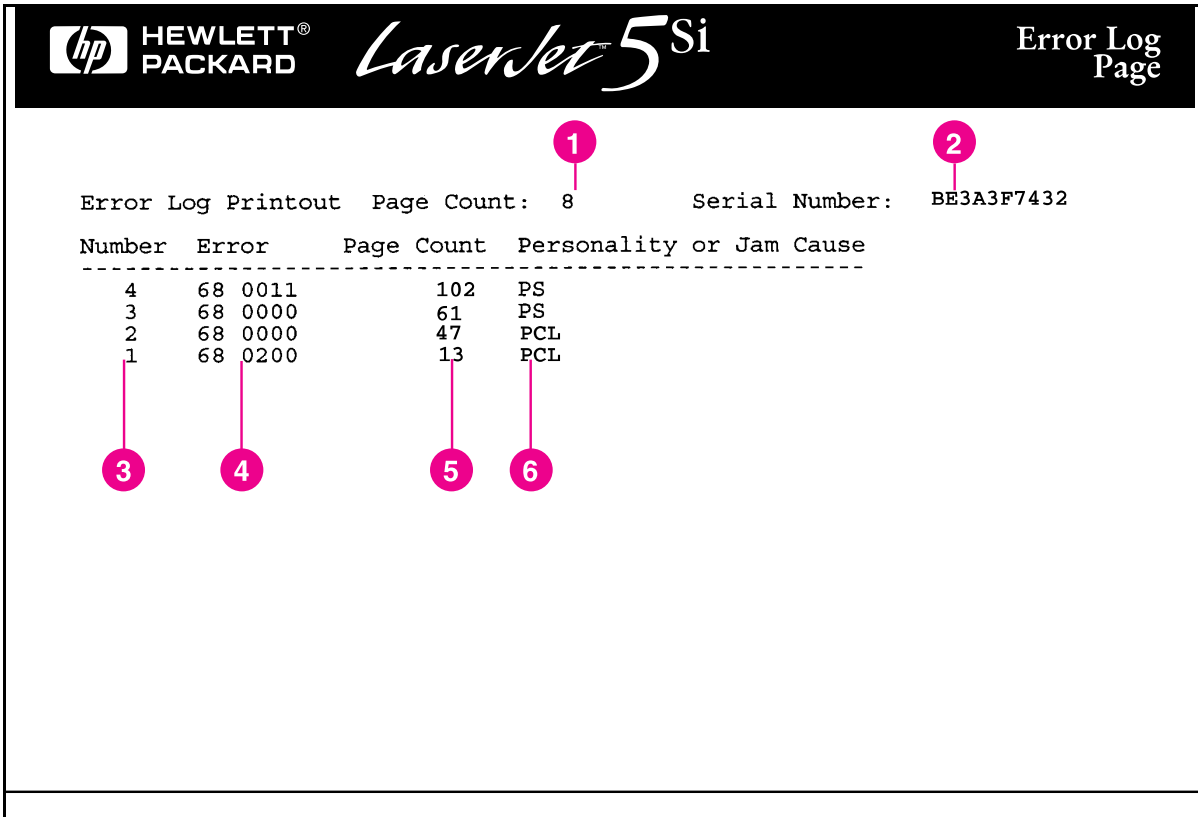 hp HEWLETT® PACKARD LaserJet™ 5Si Error Log Page
1 2
Error Log Printout Page Count: 8 Serial Number: BE3A3F7432
Number Error Page Count Personality or Jam Cause
4 68 0011 102 PS
3 68 0000 61 PS
2 68 0000 47 PCL
1 68 0200 13 PCL
3 4 5 6